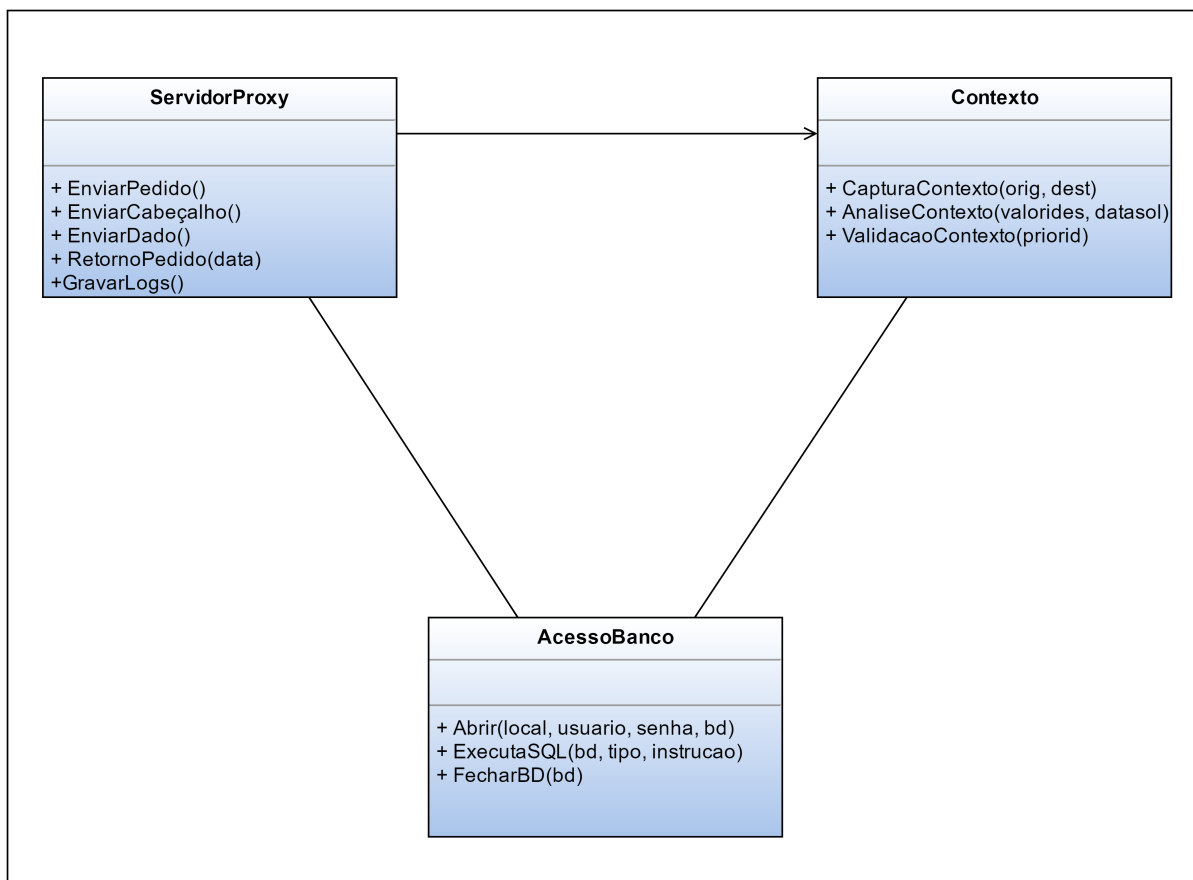 ServidorProxy
+ EnviarPedido()
+ EnviarCabeçalho()
+ EnviarDado()
+ RetornoPedido(data)
+GravarLogs()
Contexto
+ CapturaContexto(orig, dest)
+ AnaliseContexto(valorides, datasol)
+ ValidacaoContexto(priorid)
AcessoBanco
+ Abrir(local, usuario, senha, bd)
+ ExecutaSQL(bd, tipo, instrucao)
+ FecharBD(bd)